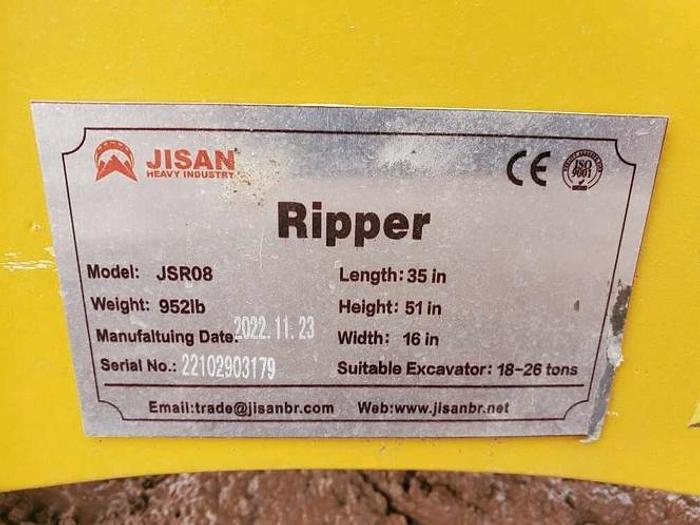 JISAN
HEAVY INDUSTRY
CE
ISO
9001
Ripper
Model: JSR08
Length: 35 in
Weight: 952lb
Height: 51 in
Manufaltuing Date: 2022.11.23
Width: 16 in
Serial No.: 22102903179
Suitable Excavator: 18-26 tons
Email:trade@jisanbr.com Web:www.jisanbr.net